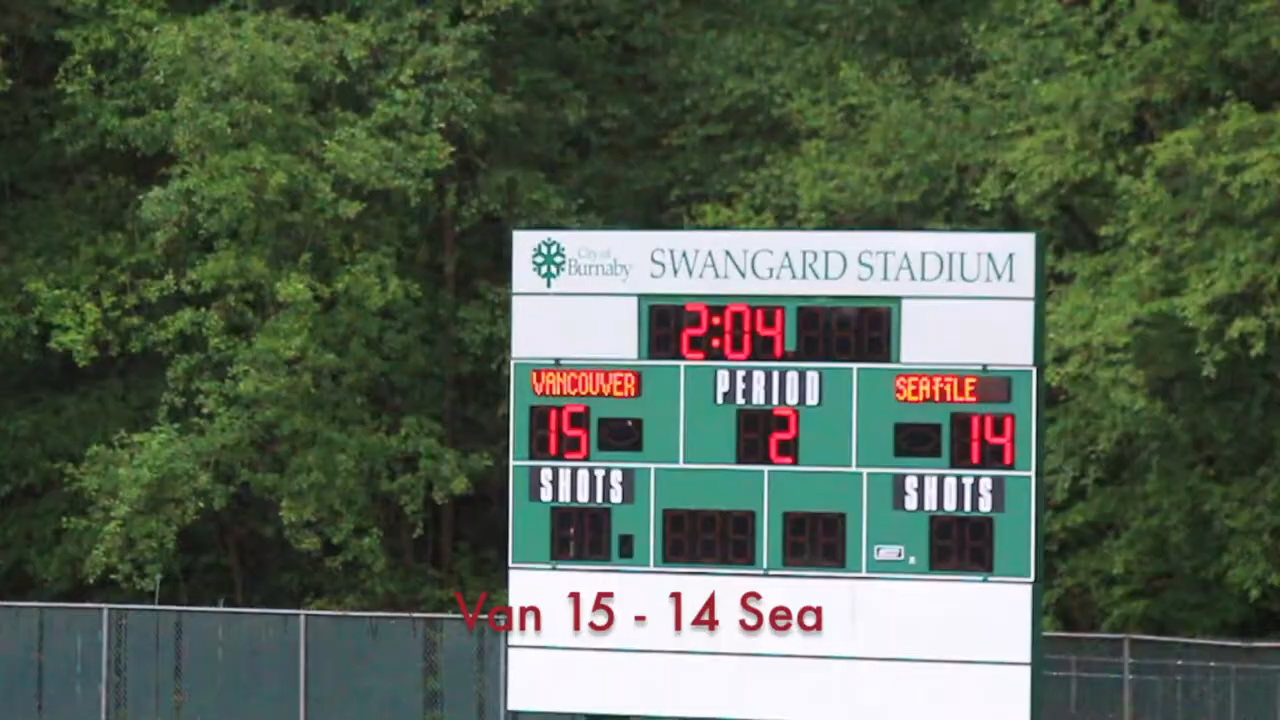 City of
Burnaby
SWANGARD STADIUM
2:04
VANCOUVER
PERIOD
SEATTLE
15
2
14
SHOTS
SHOTS
Van 15 - 14 Sea